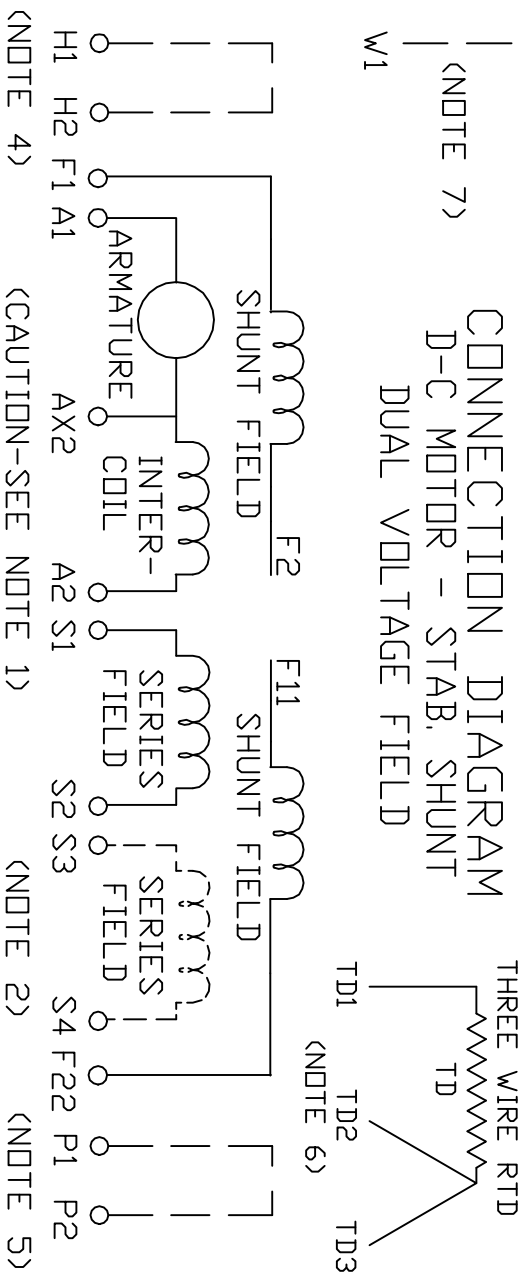 CONNECTION DIAGRAM
D-C MOTOR - STAB. SHUNT
DUAL VOLTAGE FIELD
W1
(NOTE 7)
THREE WIRE RTD
TD
TD1
TD2
TD3
(NOTE 6)
F2
F11
SHUNT FIELD
SHUNT FIELD
ARMATURE
INTER-
COIL
SERIES
FIELD
SERIES
FIELD
H1 H2 F1 A1 AX2 A2 S1 S2 S3 S4 F22 P1 P2
(NOTE 4) (CAUTION-SEE NOTE 1) (NOTE 2) (NOTE 5)